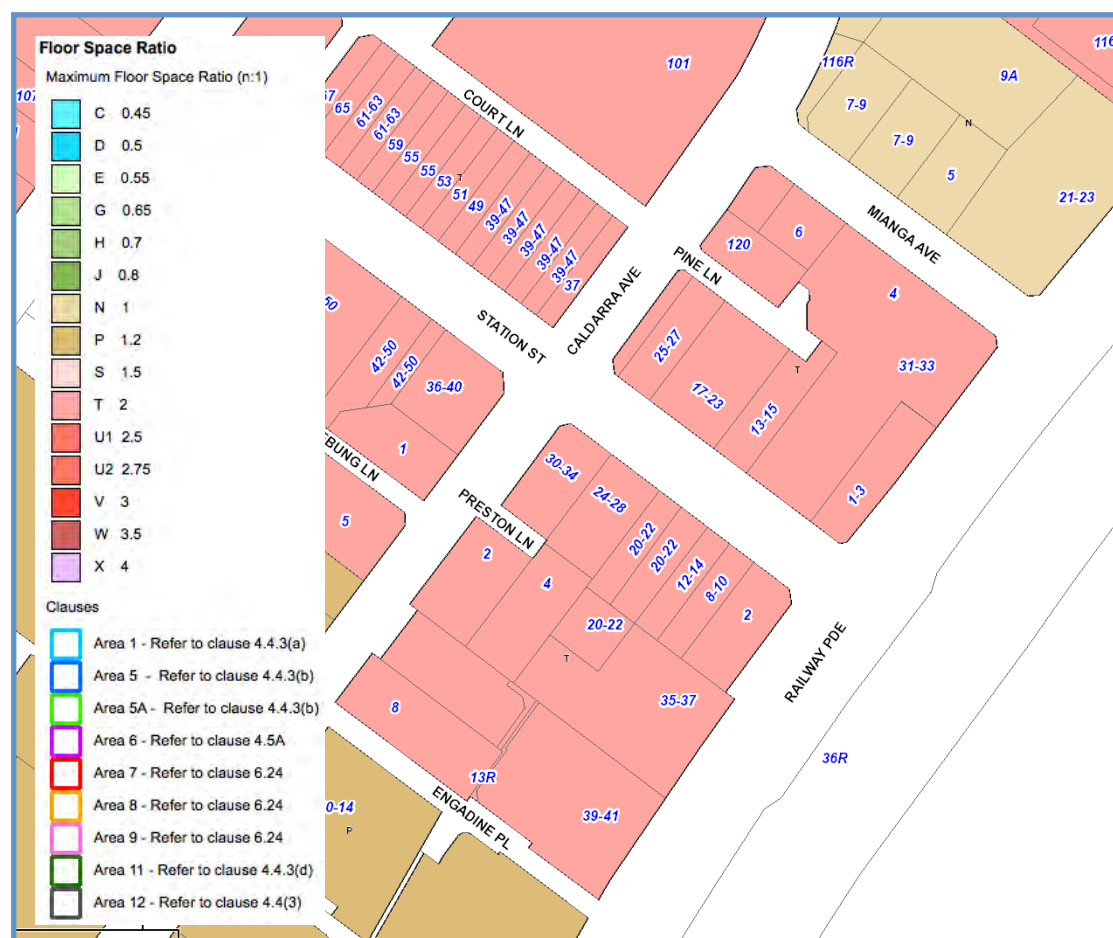 Floor Space Ratio
Maximum Floor Space Ratio (n:1)
C 0.45
D 0.5
E 0.55
G 0.65
H 0.7
J 0.8
N 1
P 1.2
S 1.5
T 2
U1 2.5
U2 2.75
V 3
W 3.5
X 4
Clauses
Area 1 - Refer to clause 4.4.3(a)
Area 5 - Refer to clause 4.4.3(b)
Area 5A - Refer to clause 4.4.3(b)
Area 6 - Refer to clause 4.5A
Area 7 - Refer to clause 6.24
Area 8 - Refer to clause 6.24
Area 9 - Refer to clause 6.24
Area 11 - Refer to clause 4.4.3(d)
Area 12 - Refer to clause 4.4(3)
107
101
116R
9A
116
7-9
7-9
N
5
21-23
COURT LN
67
65
61-63
61-63
59
55
55
53
T
51
49
39-47
39-47
39-47
39-47
39-47
37
MIANGA AVE
6
120
PINE LN
4
CALDARRA AVE
STATION ST
25-27
17-23
13-15
T
31-33
1-3
50
42-50
42-50
36-40
1
EBUNG LN
5
PRESTON LN
30-34
24-28
20-22
20-22
12-14
8-10
2
2
4
20-22
T
35-37
RAILWAY PDE
8
13R
36R
39-41
ENGADINE PL
0-14
P